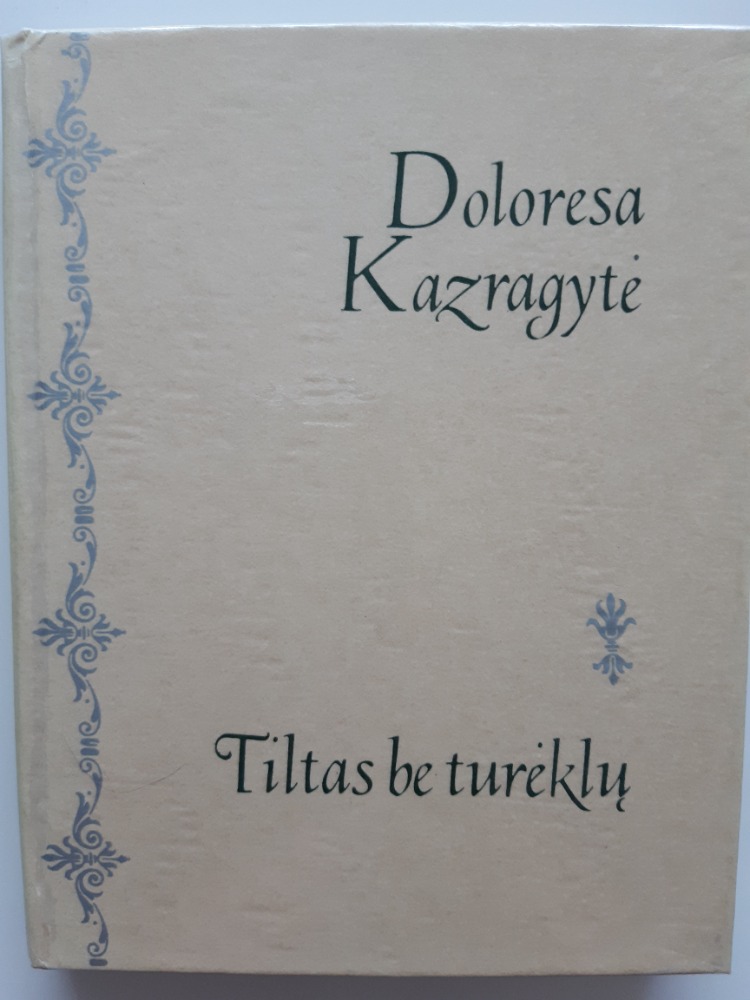 Doloresa
Kazragytė
Tiltas be turėklų